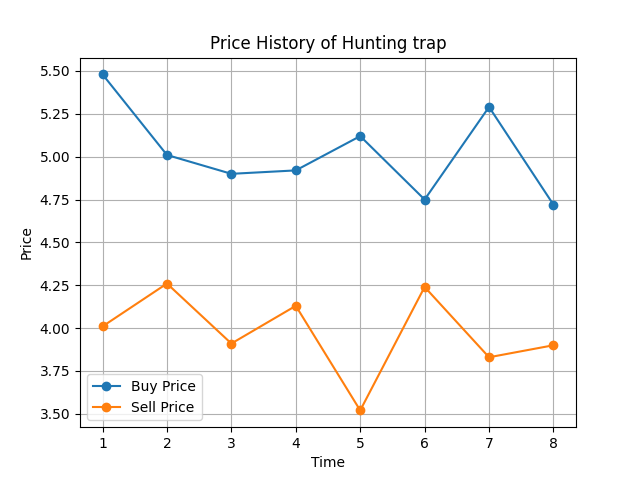 Price History of Hunting trap
5.50
5.25
5.00
4.75
4.50
4.25
4.00
3.75
3.50
Price
Buy Price
Sell Price
1 2 3 4 5 6 7 8
Time